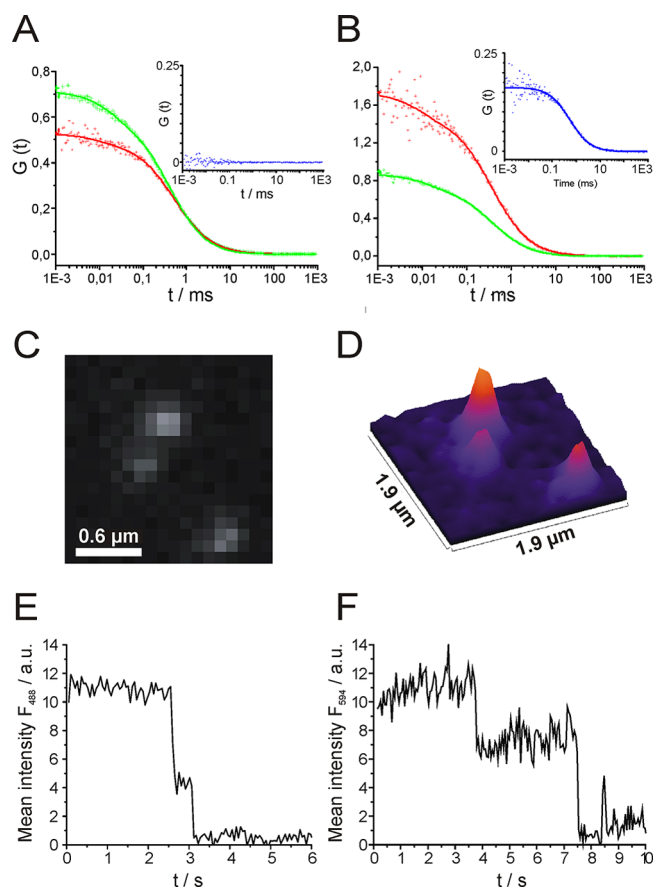 A
B
0,8
0,6
0,4
0,2
0,0
G (t)
1E-3 0,01 0,1 1 10 100 1E3
t / ms
0.25
0
G (t)
1E-3 0.1 10 1E3
t / ms
2,0
1,6
1,2
0,8
0,4
0,0
G (t)
1E-3 0,01 0,1 1 10 100 1E3
t / ms
0.25
0
G (t)
1E-3 0.1 10 1E3
Time (ms)
C
D
0.6 µm
1.9 µm
1.9 µm
E
F
14
12
10
8
6
4
2
0
Mean intensity F488 / a.u.
0 1 2 3 4 5 6
t / s
14
12
10
8
6
4
2
0
Mean intensity F594 / a.u.
0 1 2 3 4 5 6 7 8 9 10
t / s